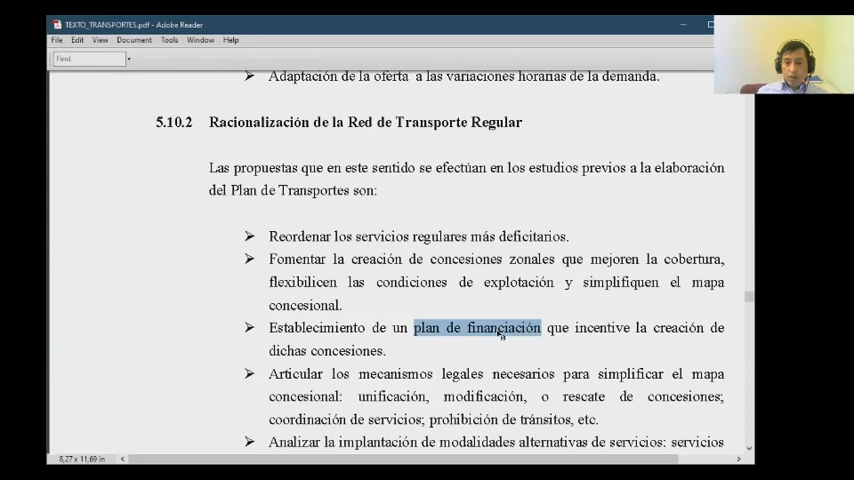 TEXTO_TRANSPORTES.pdf - Adobe Reader
File Edit View Document Tools Window Help
Find
➢ Adaptación de la oferta a las variaciones horarias de la demanda.
5.10.2 Racionalización de la Red de Transporte Regular
Las propuestas que en este sentido se efectúan en los estudios previos a la elaboración
del Plan de Transportes son:
➢ Reordenar los servicios regulares más deficitarios.
➢ Fomentar la creación de concesiones zonales que mejoren la cobertura,
flexibilicen las condiciones de explotación y simplifiquen el mapa
concesional.
➢ Establecimiento de un plan de financiación que incentive la creación de
dichas concesiones.
➢ Articular los mecanismos legales necesarios para simplificar el mapa
concesional: unificación, modificación, o rescate de concesiones;
coordinación de servicios; prohibición de tránsitos, etc.
➢ Analizar la implantación de modalidades alternativas de servicios: servicios
8,27 x 11,69 in